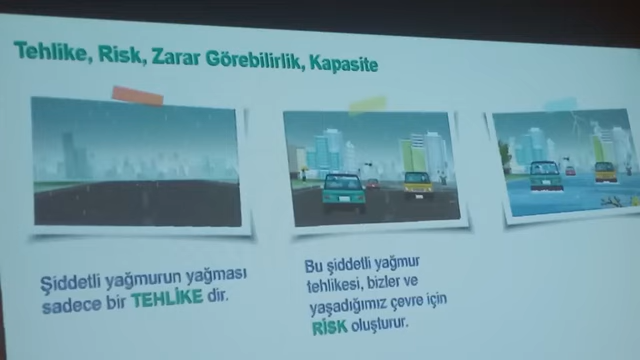 Tehlike, Risk, Zarar Görebilirlik, Kapasite
Şiddetli yağmurun yağması
sadece bir TEHLİKE dir.
Bu şiddetli yağmur
tehlikesi, bizler ve
yaşadığımız çevre için
RİSK oluşturur.